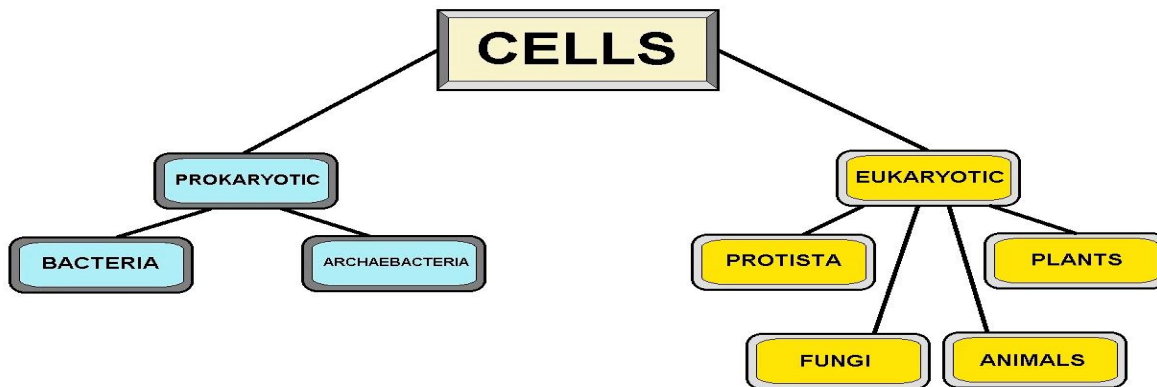 CELLS
PROKARYOTIC
EUKARYOTIC
BACTERIA
ARCHAEBACTERIA
PROTISTA
PLANTS
FUNGI
ANIMALS